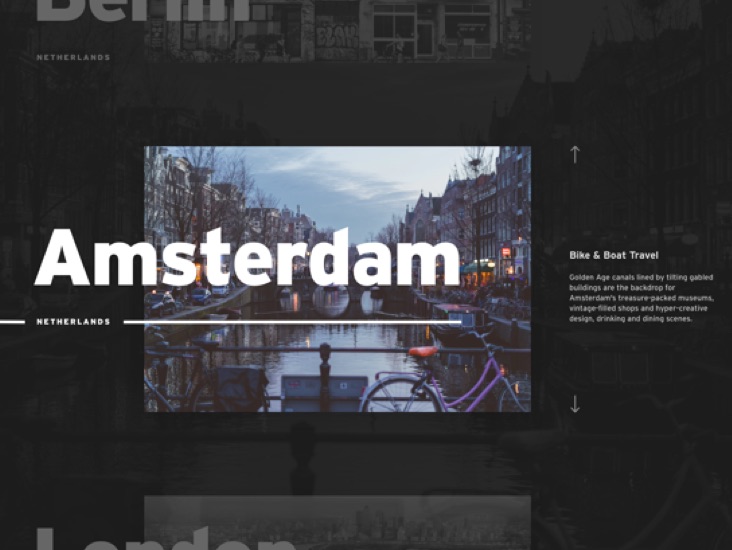 Berlin
NETHERLANDS
Amsterdam
NETHERLANDS
Bike & Boat Travel
Golden Age canals lined by tilting gabled
buildings are the backdrop for
Amsterdam's treasure-packed museums,
vintage-filled shops and hyper-creative
design, drinking and dining scenes.
London